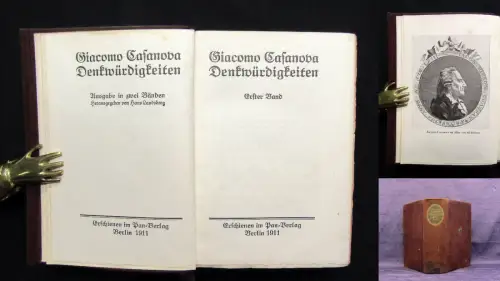 Giacomo Casanova
Denkwürdigkeiten
Ausgabe in zwei Bänden
Herausgegeben von Hans Landsberg
Erschienen im Pan-Verlag
Berlin 1911
Giacomo Casanova
Denkwürdigkeiten
Erster Band
Erschienen im Pan-Verlag
Berlin 1911